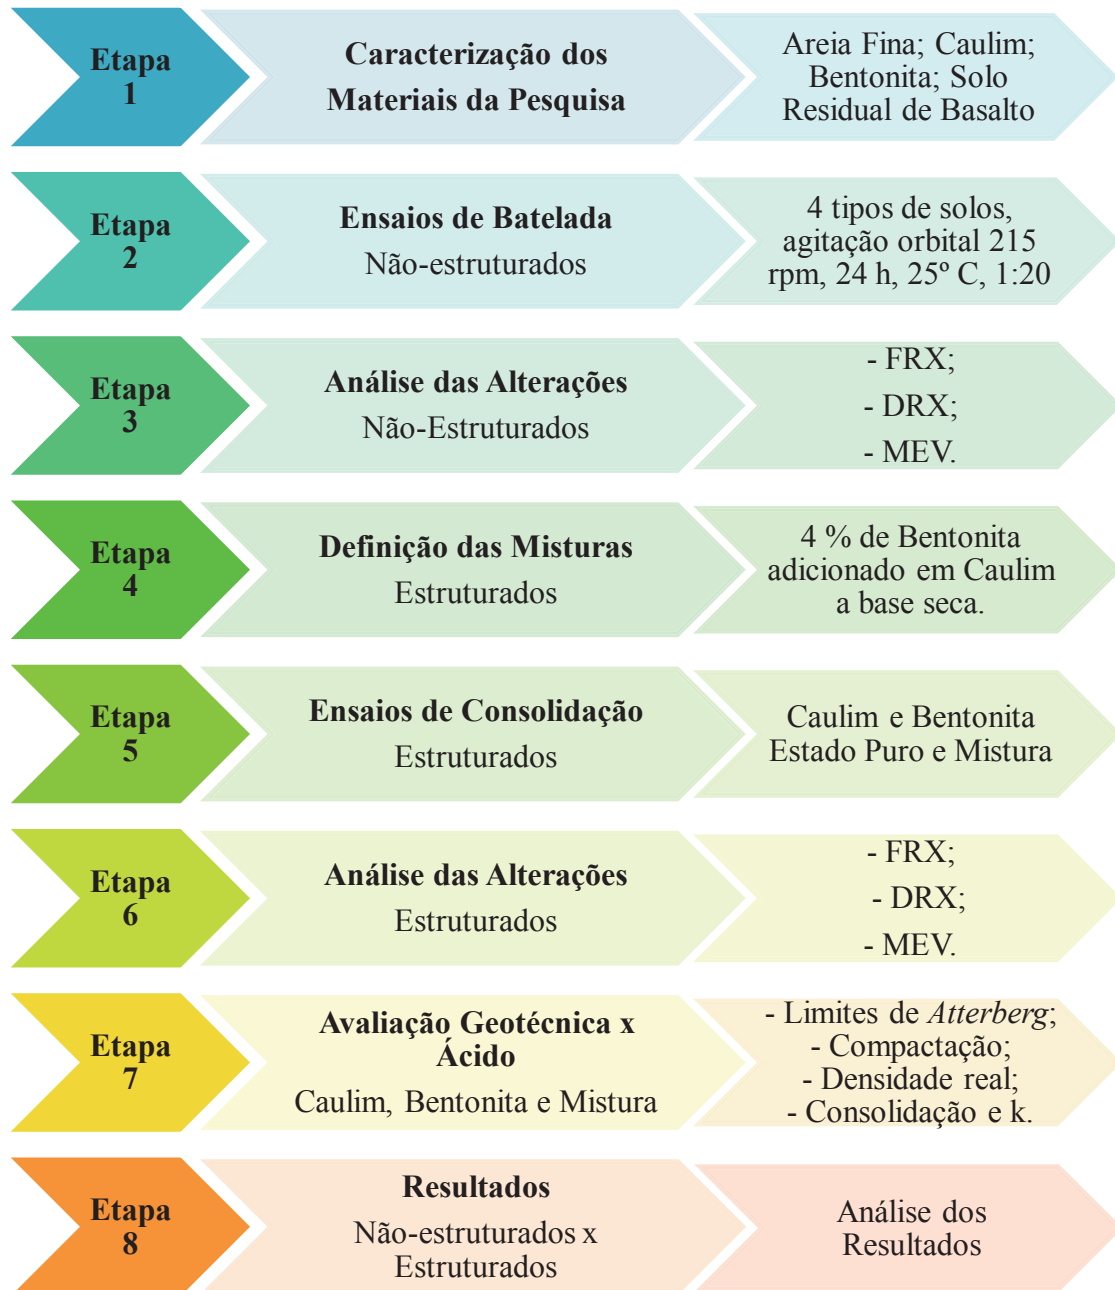 Etapa
1
Caracterização dos
Materiais da Pesquisa
Areia Fina; Caulim;
Bentonita; Solo
Residual de Basalto
Etapa
2
Ensaios de Batelada
Não-estruturados
4 tipos de solos,
agitação orbital 215
rpm, 24 h, 25º C, 1:20
Etapa
3
Análise das Alterações
Não-Estruturados
- FRX;
- DRX;
- MEV.
Etapa
4
Definição das Misturas
Estruturados
4 % de Bentonita
adicionado em Caulim
a base seca.
Etapa
5
Ensaios de Consolidação
Estruturados
Caulim e Bentonita
Estado Puro e Mistura
Etapa
6
Análise das Alterações
Estruturados
- FRX;
- DRX;
- MEV.
Etapa
7
Avaliação Geotécnica x
Ácido
Caulim, Bentonita e Mistura
- Limites de Atterberg;
- Compactação;
- Densidade real;
- Consolidação e k.
Etapa
8
Resultados
Não-estruturados x
Estruturados
Análise dos
Resultados